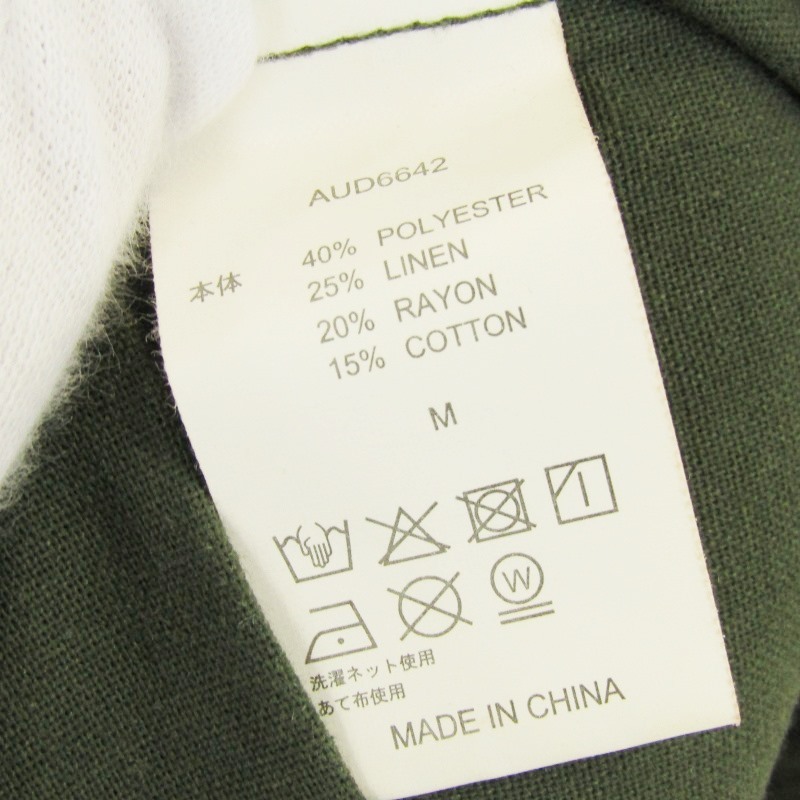 AUD6642
本体 40% POLYESTER
25% LINEN
20% RAYON
15% COTTON
M
W
洗濯ネット使用
あて布使用
MADE IN CHINA